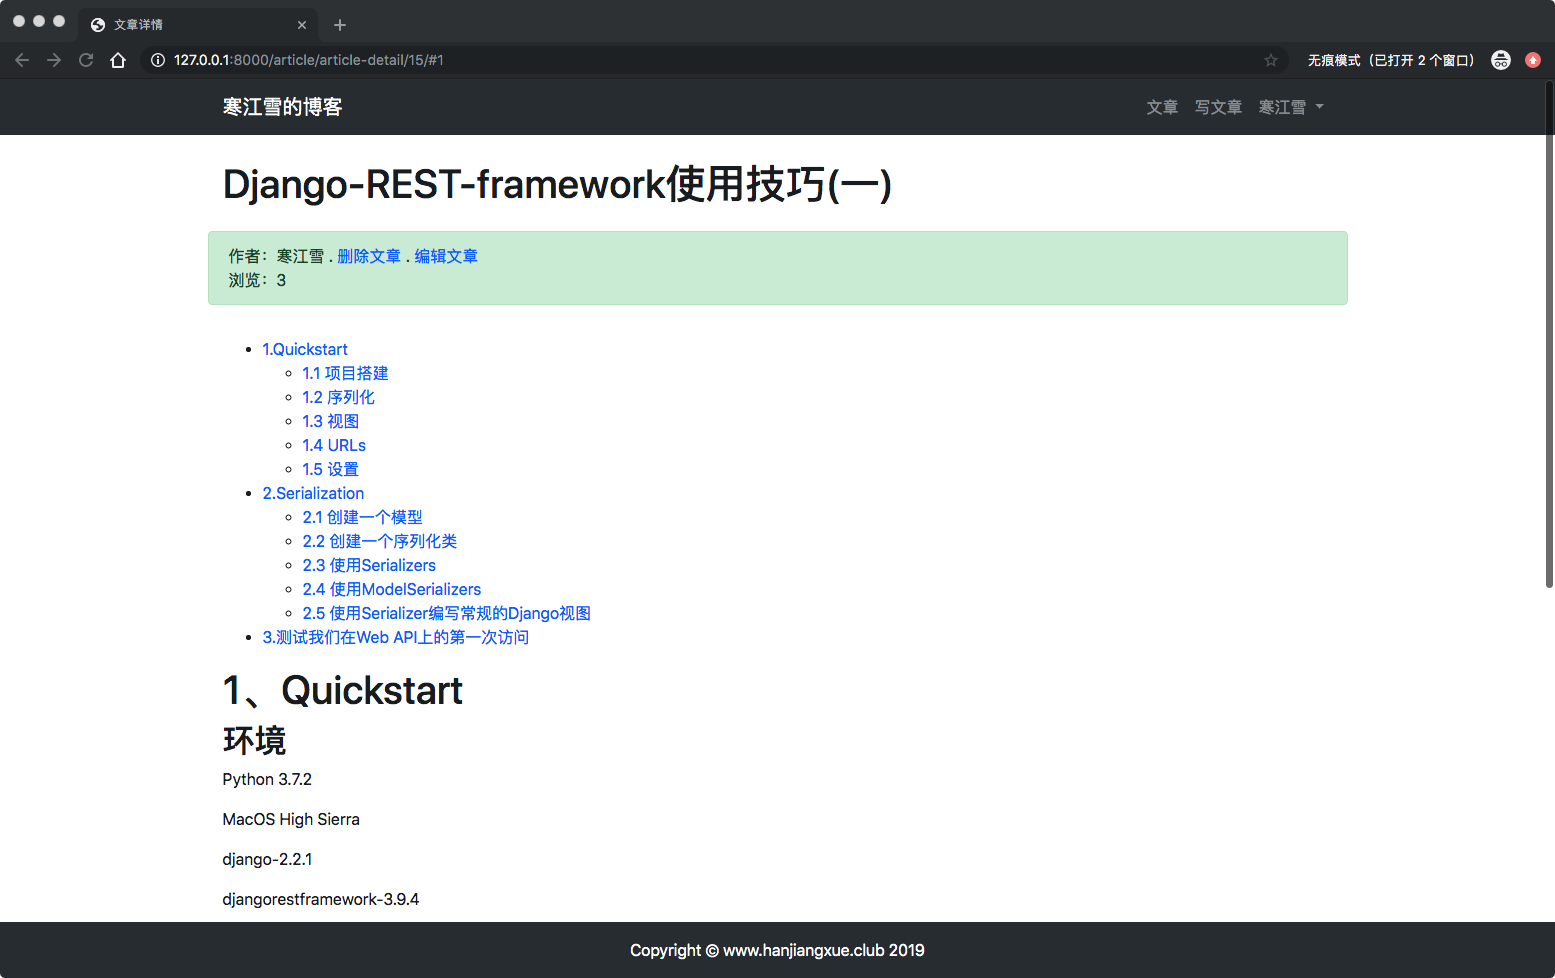 文章详情
127.0.0.1:8000/article/article-detail/15/#1
无痕模式（已打开 2 个窗口）
寒江雪的博客
文章 写文章 寒江雪
Django-REST-framework使用技巧(一)
作者：寒江雪 . 删除文章 . 编辑文章
浏览：3
1.Quickstart
1.1 项目搭建
1.2 序列化
1.3 视图
1.4 URLs
1.5 设置
2.Serialization
2.1 创建一个模型
2.2 创建一个序列化类
2.3 使用Serializers
2.4 使用ModelSerializers
2.5 使用Serializer编写常规的Django视图
3.测试我们在Web API上的第一次访问
1、Quickstart
环境
Python 3.7.2
MacOS High Sierra
django-2.2.1
djangorestframework-3.9.4
Copyright © www.hanjiangxue.club 2019